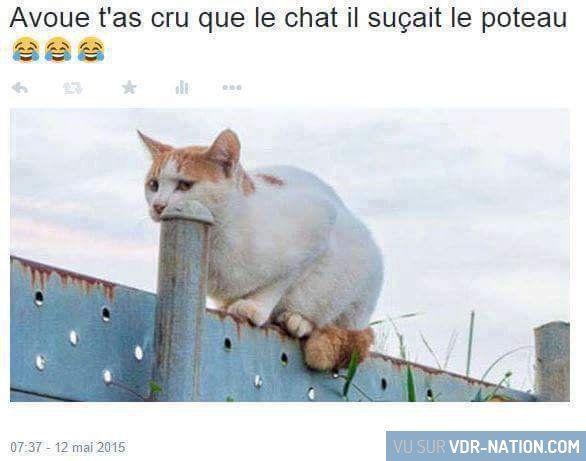 Avoue t'as cru que le chat il suçait le poteau
😂😂😂
07:37 - 12 mai 2015
VU SUR VDR-NATION.COM